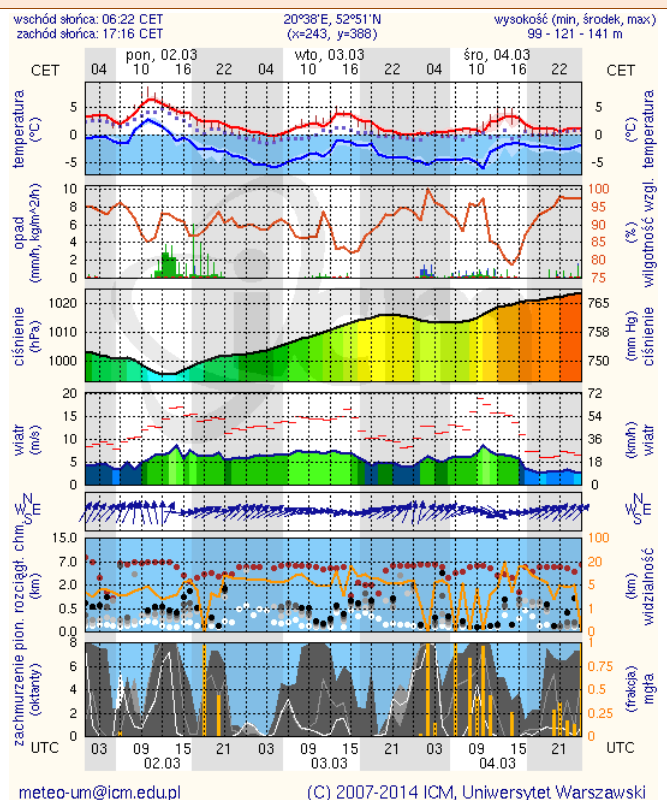 wschód słońca: 06:22 CET 20°38'E, 52°51'N wysokość (min, środek, max)
zachód słońca: 17:16 CET (x=243, y=388) 99 - 121 - 141 m
pon, 02.03 wto, 03.03 śro, 04.03
CET 04 10 16 22 04 10 16 22 04 10 16 22 CET
temperatura (°C) 5 0 -5 5 0 -5 (°C) temperatura
opad (mm/h, kg/m^2/h) 10 8 6 4 2 0 100 95 90 85 80 75 (%) wilgotność wzgl.
ciśnienie (hPa) 1020 1010 1000 765 758 750 (mm Hg) ciśnienie
wiatr (m/s) 20 15 10 5 0 72 54 36 18 0 (km/h) wiatr
N W E S N W E S
pion. rozciągł. chm. (km) 15.0 7.0 2.0 0.5 0.0 100 20 5 1 0 (km) widzialność
zachmurzenie (oktanty) 8 6 4 2 0 1 0.75 0.5 0.25 0 (frakcja) mgła
UTC 03 09 15 21 03 09 15 21 03 09 15 21 UTC
02.03 03.03 04.03
meteo-um@icm.edu.pl (C) 2007-2014 ICM, Uniwersytet Warszawski